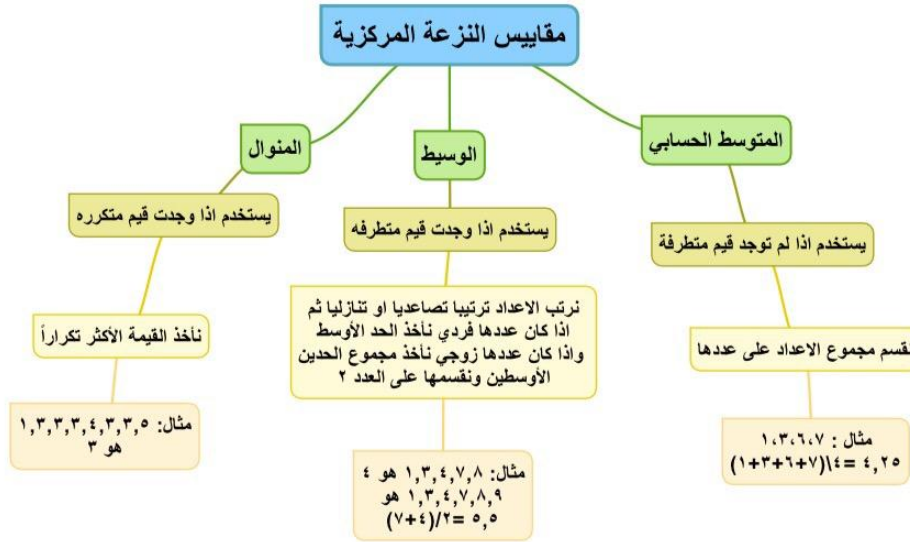 مقاييس النزعة المركزية
المتوسط الحسابي
يستخدم اذا لم توجد قيم متطرفة
نقسم مجموع الاعداد على عددها
مثال : ١،٣،٦،٧
(١+٣+٦+٧)\٤= ٤,٢٥
الوسيط
يستخدم اذا وجدت قيم متطرفه
نرتب الاعداد ترتيبا تصاعديا او تنازليا ثم
اذا كان عددها فردي نأخذ الحد الأوسط
واذا كان عددها زوجي نأخذ مجموع الحدين
الأوسطين ونقسمها على العدد ٢
مثال: ١,٣,٤,٧,٨ هو ٤
١,٣,٤,٧,٨,٩ هو
(٧+٤)/٢= ٥,٥
المنوال
يستخدم اذا وجدت قيم متكرره
نأخذ القيمة الأكثر تكراراً
مثال: ١,٣,٣,٣,٤,٣,٣,٥
هو ٣